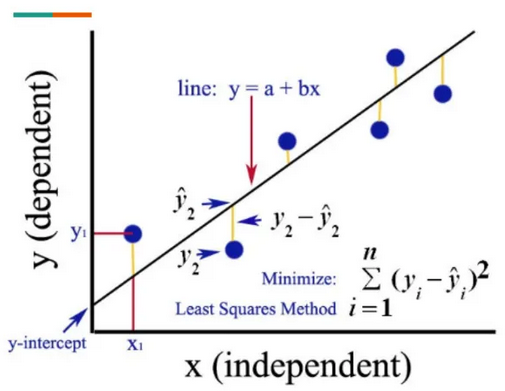 line: y = a + bx
y (dependent)
ŷ₂
y₂ − ŷ₂
y₁
y₂
Minimize: n Σ i = 1 (yᵢ − ŷᵢ)²
Least Squares Method
y-intercept
x₁
x (independent)